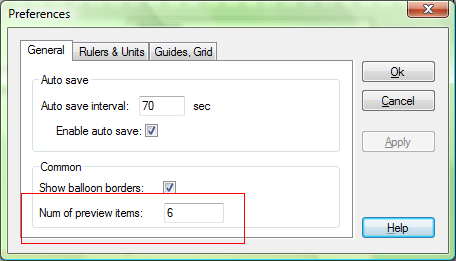 Preferences
General
Rulers & Units
Guides, Grid
Auto save
Auto save interval: 70 sec
Enable auto save:
Common
Show balloon borders:
Num of preview items: 6
Ok
Cancel
Apply
Help